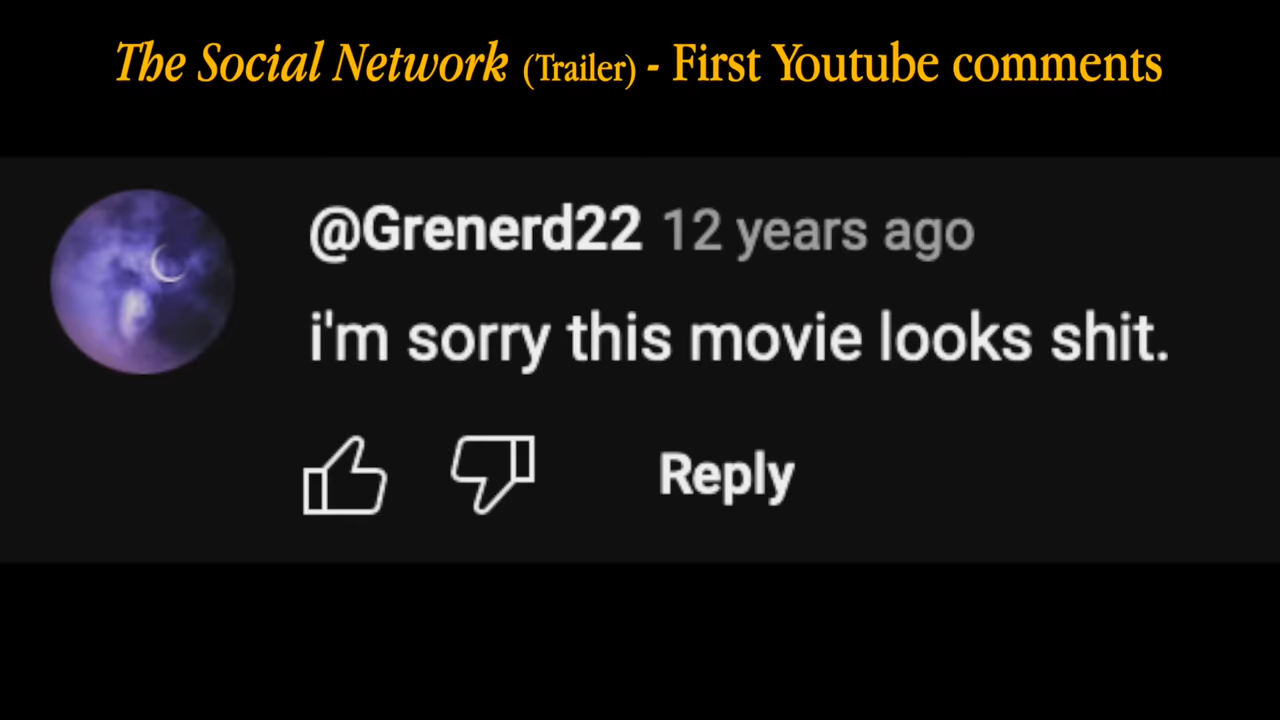 The Social Network (Trailer) - First Youtube comments
@Grenerd22 12 years ago
i'm sorry this movie looks shit.
Reply